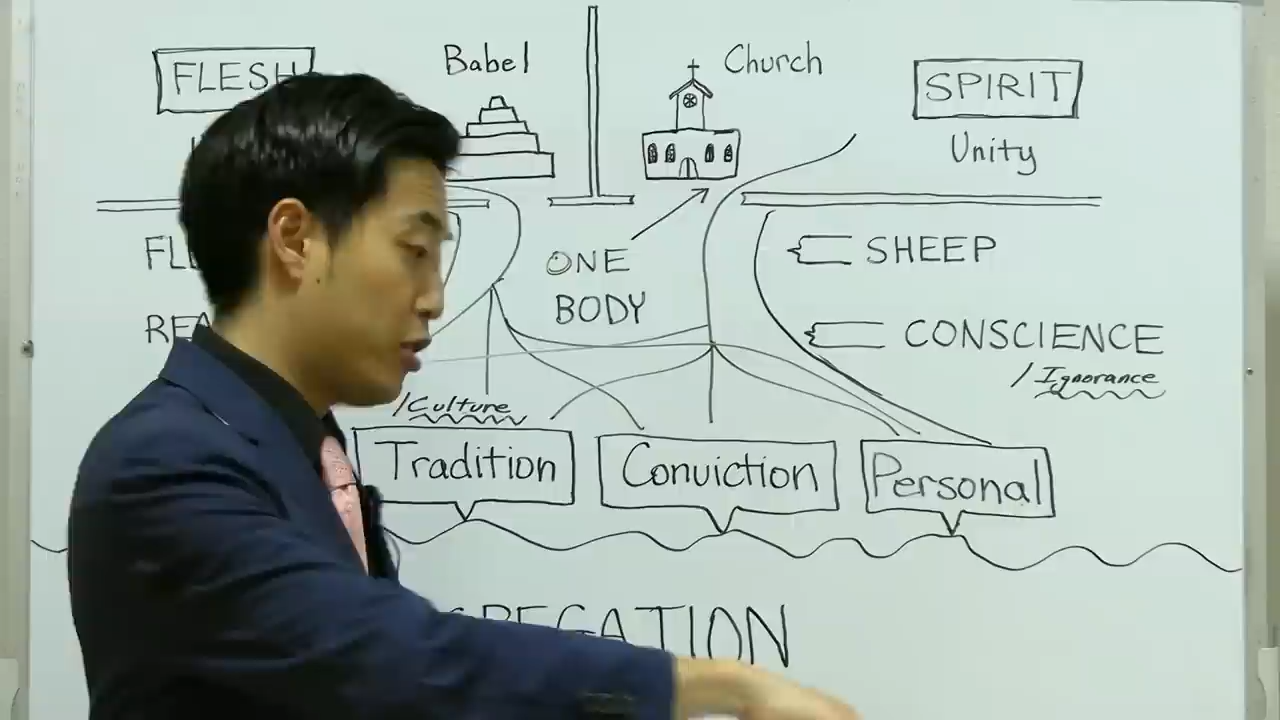 FLESH
Babel
Church
SPIRIT
Unity
ONE
BODY
SHEEP
CONSCIENCE
/ Ignorance
/Culture
Tradition
Conviction
Personal